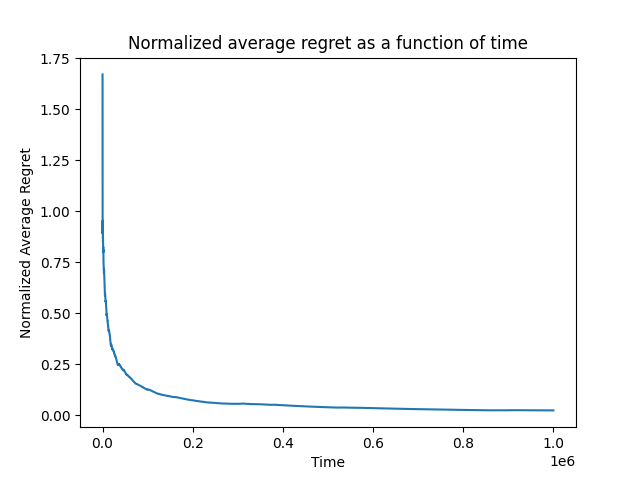 Normalized average regret as a function of time
1.75
1.50
1.25
1.00
0.75
0.50
0.25
0.00
Normalized Average Regret
0.0 0.2 0.4 0.6 0.8 1.0
1e6
Time